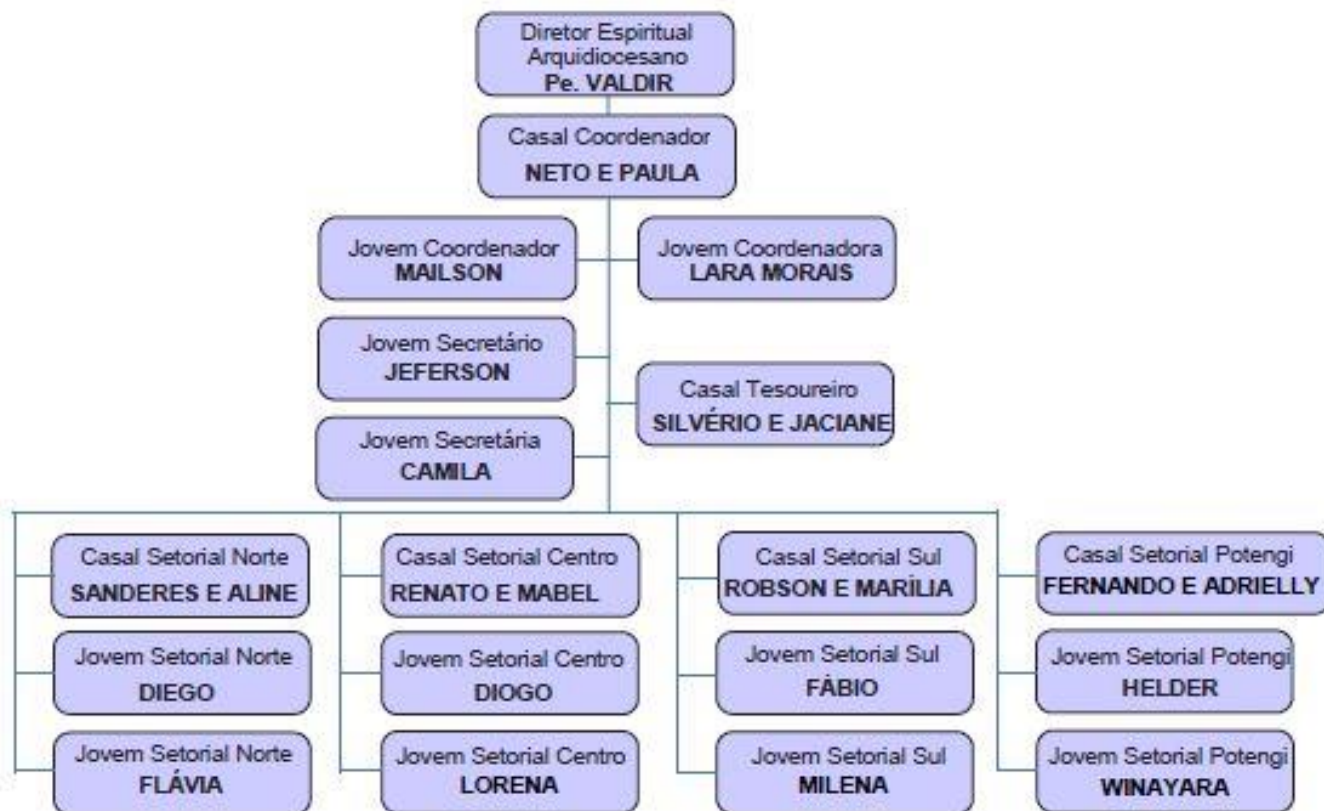 Diretor Espiritual
Arquidiocesano
Pe. VALDIR
Casal Coordenador
NETO E PAULA
Jovem Coordenador
MAILSON
Jovem Coordenadora
LARA MORAIS
Jovem Secretário
JEFERSON
Casal Tesoureiro
SILVÉRIO E JACIANE
Jovem Secretária
CAMILA
Casal Setorial Norte
SANDERES E ALINE
Jovem Setorial Norte
DIEGO
Jovem Setorial Norte
FLÁVIA
Casal Setorial Centro
RENATO E MABEL
Jovem Setorial Centro
DIOGO
Jovem Setorial Centro
LORENA
Casal Setorial Sul
ROBSON E MARÍLIA
Jovem Setorial Sul
FÁBIO
Jovem Setorial Sul
MILENA
Casal Setorial Potengi
FERNANDO E ADRIELLY
Jovem Setorial Potengi
HELDER
Jovem Setorial Potengi
WINAYARA